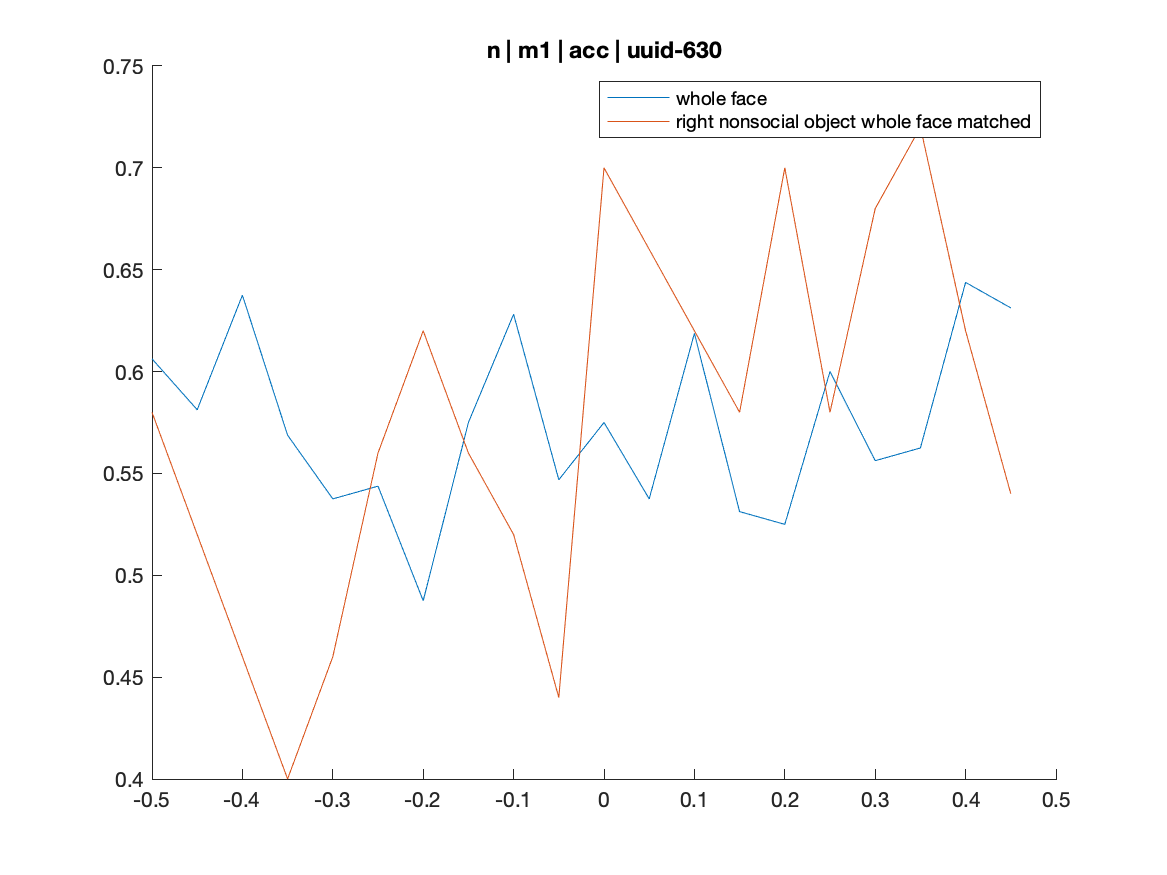 n | m1 | acc | uuid-630
0.75
whole face
right nonsocial object whole face matched
0.7
0.65
0.6
0.55
0.5
0.45
0.4
-0.5 -0.4 -0.3 -0.2 -0.1 0 0.1 0.2 0.3 0.4 0.5